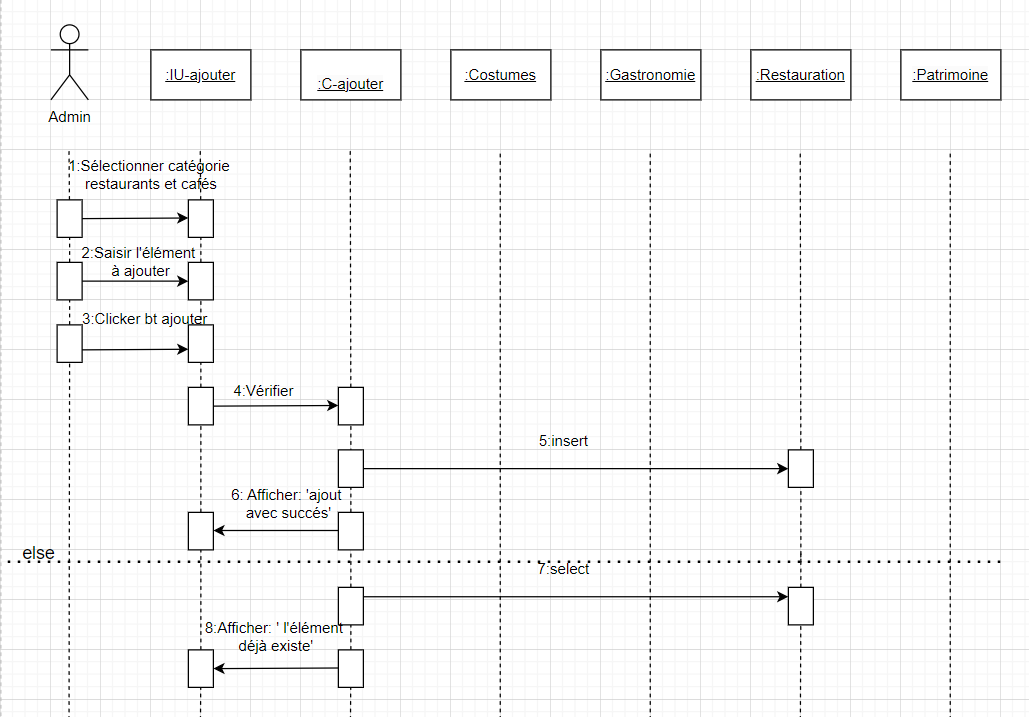 :IU-ajouter
:C-ajouter
:Costumes
:Gastronomie
:Restauration
:Patrimoine
Admin
1:Sélectionner catégorie
restaurants et cafés
2:Saisir l'élément
à ajouter
3:Clicker bt ajouter
4:Vérifier
5:insert
6: Afficher: 'ajout
avec succés'
else
7:select
8:Afficher: ' l'élément
déjà existe'